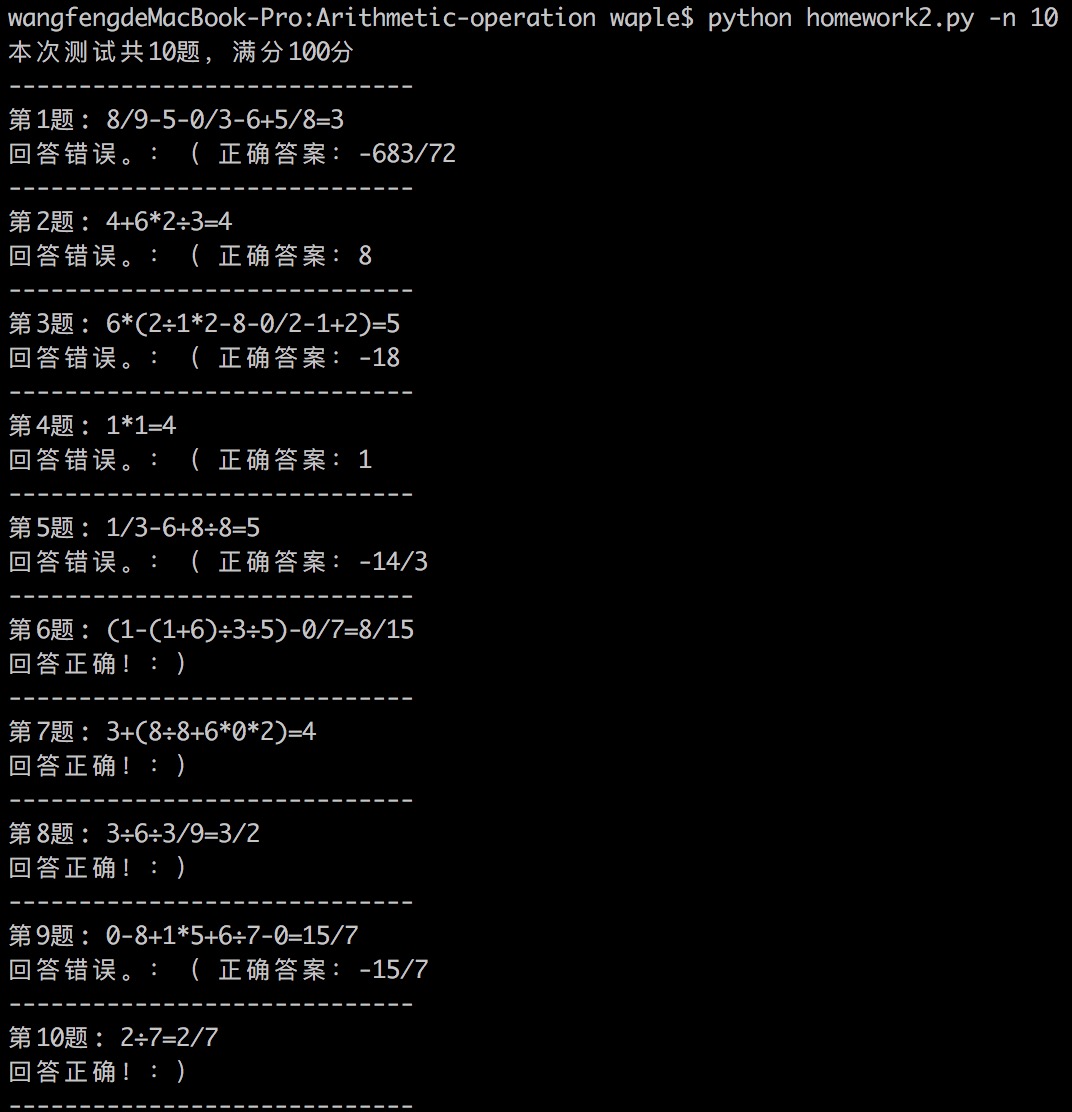 wangfengdeMacBook-Pro:Arithmetic-operation waple$ python homework2.py -n 10
本次测试共10题，满分100分
-----------------------------
第1题：8/9-5-0/3-6+5/8=3
回答错误。：（ 正确答案：-683/72
-----------------------------
第2题：4+6*2÷3=4
回答错误。：（ 正确答案：8
-----------------------------
第3题：6*(2÷1*2-8-0/2-1+2)=5
回答错误。：（ 正确答案：-18
-----------------------------
第4题：1*1=4
回答错误。：（ 正确答案：1
-----------------------------
第5题：1/3-6+8÷8=5
回答错误。：（ 正确答案：-14/3
-----------------------------
第6题：(1-(1+6)÷3÷5)-0/7=8/15
回答正确！：）
-----------------------------
第7题：3+(8÷8+6*0*2)=4
回答正确！：）
-----------------------------
第8题：3÷6÷3/9=3/2
回答正确！：）
-----------------------------
第9题：0-8+1*5+6÷7-0=15/7
回答错误。：（ 正确答案：-15/7
-----------------------------
第10题：2÷7=2/7
回答正确！：）
-----------------------------